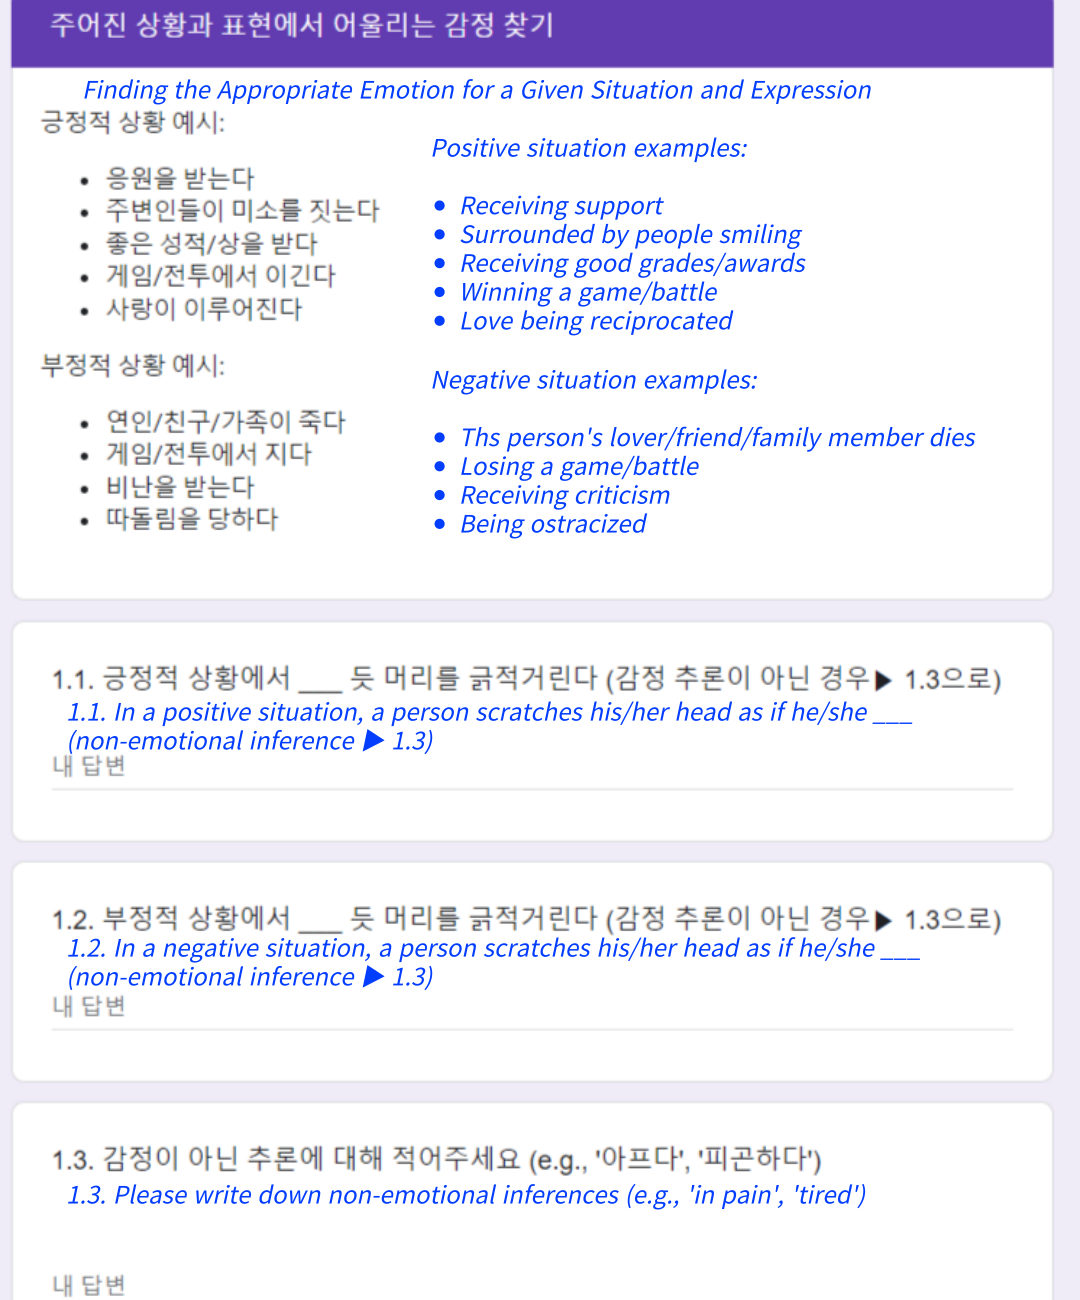 주어진 상황과 표현에서 어울리는 감정 찾기
Finding the Appropriate Emotion for a Given Situation and Expression
긍정적 상황 예시:
• 응원을 받는다
• 주변인들이 미소를 짓는다
• 좋은 성적/상을 받다
• 게임/전투에서 이긴다
• 사랑이 이루어진다
Positive situation examples:
• Receiving support
• Surrounded by people smiling
• Receiving good grades/awards
• Winning a game/battle
• Love being reciprocated
부정적 상황 예시:
• 연인/친구/가족이 죽다
• 게임/전투에서 지다
• 비난을 받는다
• 따돌림을 당하다
Negative situation examples:
• Ths person's lover/friend/family member dies
• Losing a game/battle
• Receiving criticism
• Being ostracized
1.1. 긍정적 상황에서 ___ 듯 머리를 긁적거린다 (감정 추론이 아닌 경우▶ 1.3으로)
1.1. In a positive situation, a person scratches his/her head as if he/she ___
(non-emotional inference ▶ 1.3)
내 답변
1.2. 부정적 상황에서 ___ 듯 머리를 긁적거린다 (감정 추론이 아닌 경우▶ 1.3으로)
1.2. In a negative situation, a person scratches his/her head as if he/she ___
(non-emotional inference ▶ 1.3)
내 답변
1.3. 감정이 아닌 추론에 대해 적어주세요 (e.g., '아프다', '피곤하다')
1.3. Please write down non-emotional inferences (e.g., 'in pain', 'tired')
내 답변